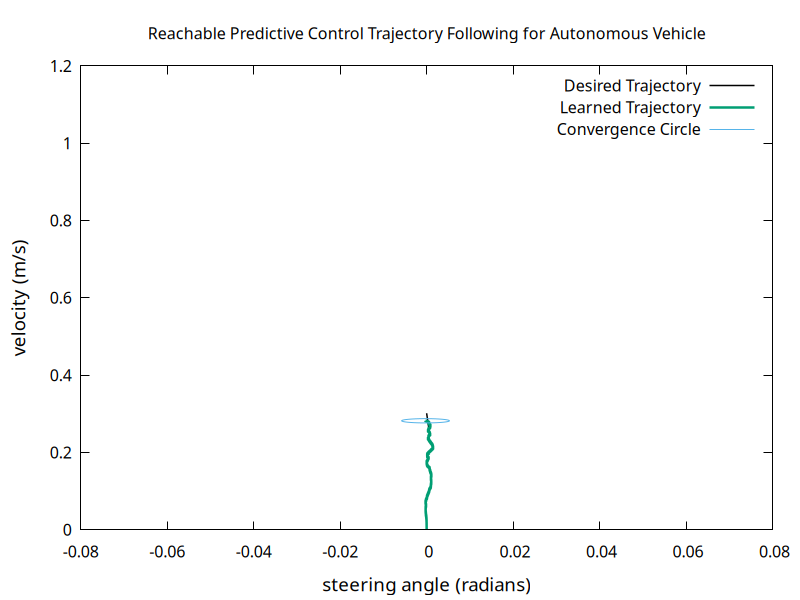 Reachable Predictive Control Trajectory Following for Autonomous Vehicle
Desired Trajectory
Learned Trajectory
Convergence Circle
velocity (m/s)
1.2
1
0.8
0.6
0.4
0.2
0
-0.08 -0.06 -0.04 -0.02 0 0.02 0.04 0.06 0.08
steering angle (radians)